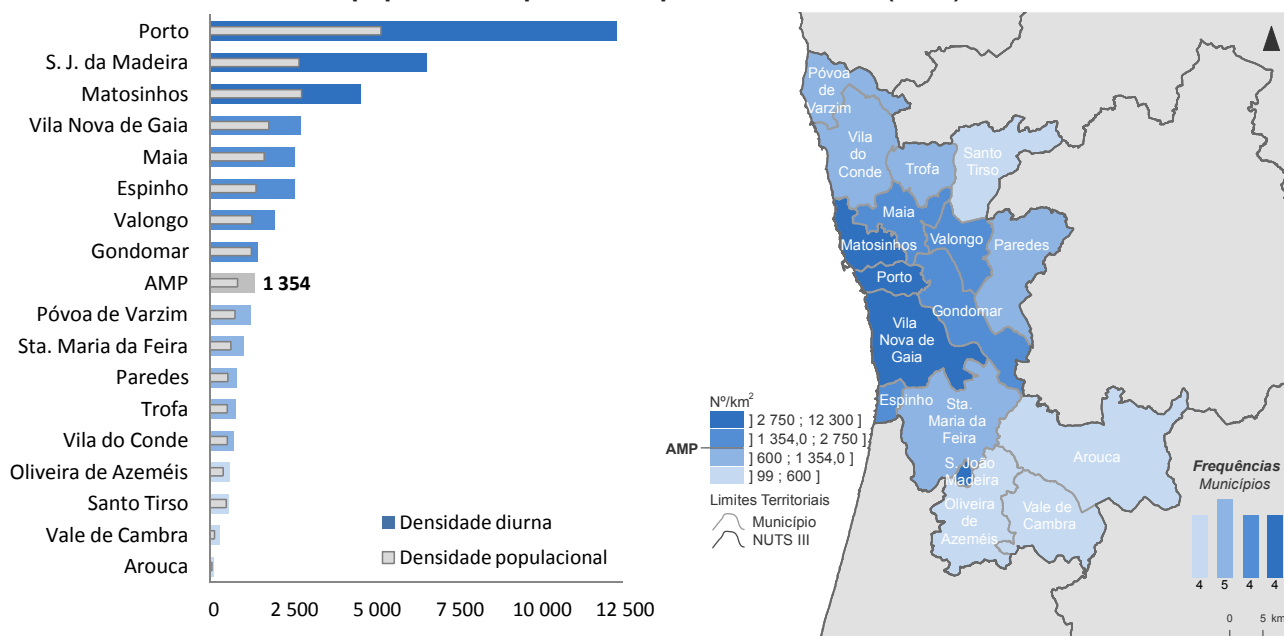 Porto
S. J. da Madeira
Matosinhos
Vila Nova de Gaia
Maia
Espinho
Valongo
Gondomar
AMP
1 354
Póvoa de Varzim
Sta. Maria da Feira
Paredes
Trofa
Vila do Conde
Oliveira de Azeméis
Santo Tirso
Vale de Cambra
Arouca
Densidade diurna
Densidade populacional
0 2 500 5 000 7 500 10 000 12 500
Póvoa
de
Varzim
Vila
do
Conde
Trofa
Santo
Tirso
Maia
Matosinhos
Valongo
Paredes
Porto
Gondomar
Vila
Nova de
Gaia
Espinho
Sta.
Maria da
Feira
Arouca
S. João
Madeira
Oliveira
de
Azeméis
Vale de
Cambra
Nº/km²
] 2 750 ; 12 300 ]
] 1 354,0 ; 2 750 ]
AMP
] 600 ; 1 354,0 ]
] 99 ; 600 ]
Limites Territoriais
Município
NUTS III
Frequências
Municípios
4 5 4 4
0 5 km